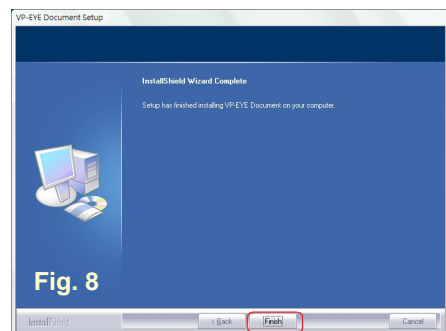 VP-EYE Document Setup
InstallShield Wizard Complete
Setup has finished installing VP-EYE Document on your computer.
Fig. 8
InstallShield
< Back
Finish
Cancel